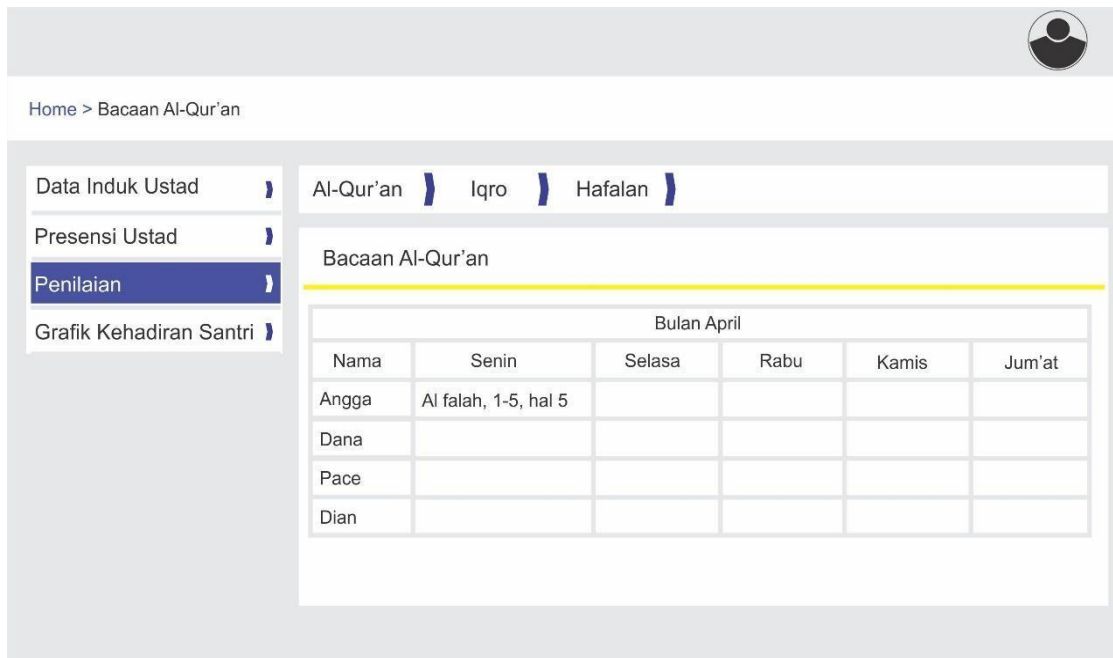 Home > Bacaan Al-Qur'an
Data Induk Ustad
Presensi Ustad
Penilaian
Grafik Kehadiran Santri
Al-Qur'an Iqro Hafalan
Bacaan Al-Qur'an
Bulan April
Nama Senin Selasa Rabu Kamis Jum'at
Angga Al falah, 1-5, hal 5
Dana
Pace
Dian